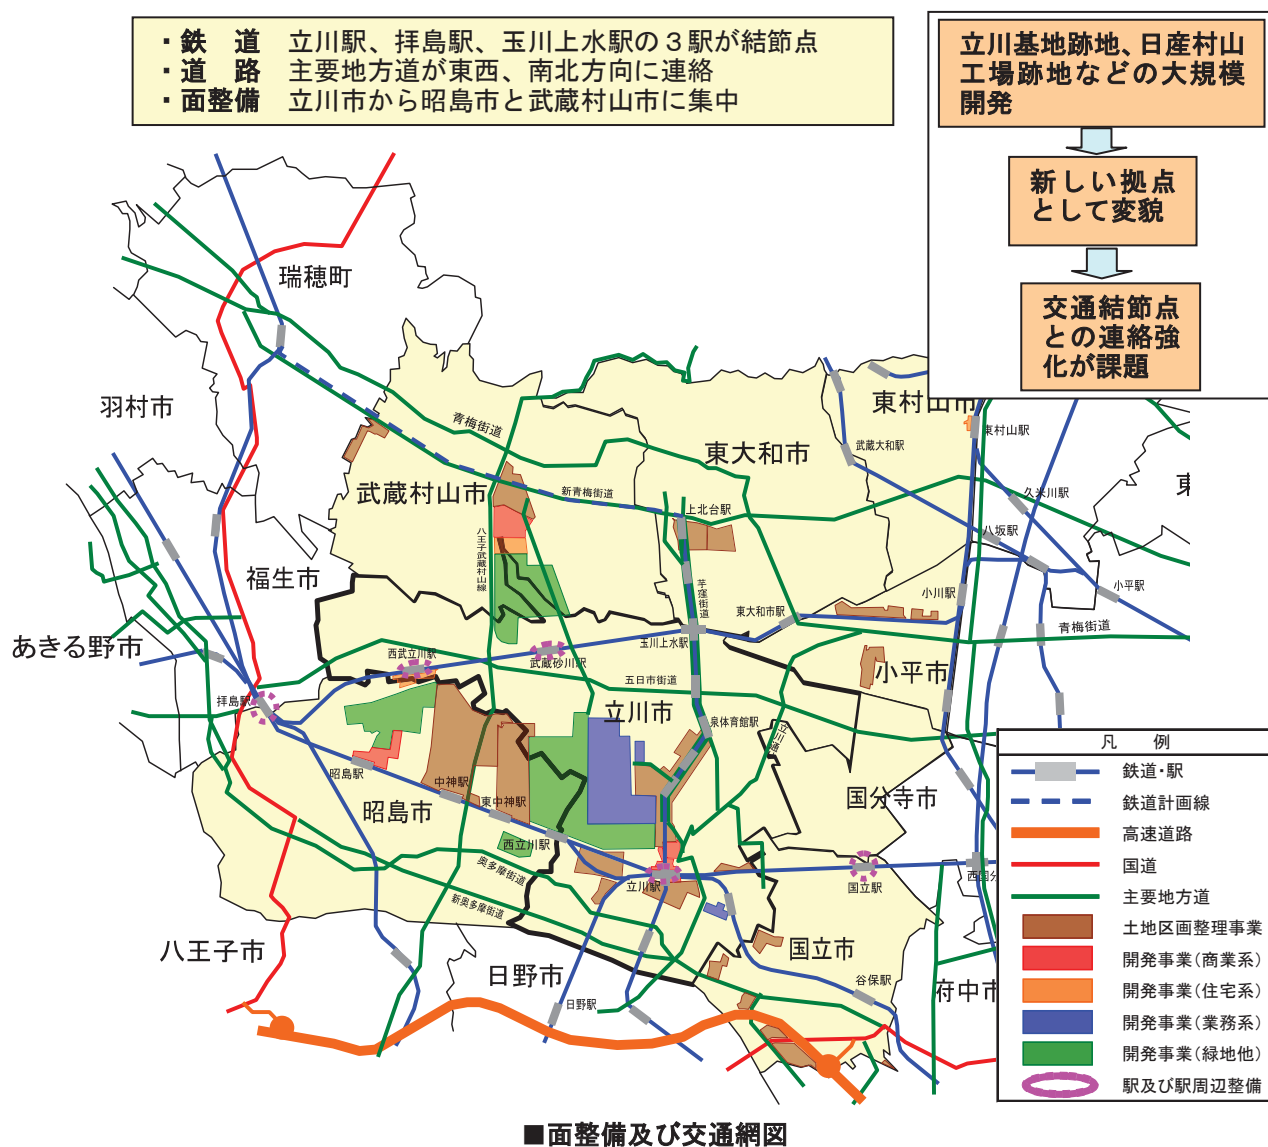 ・鉄　道　立川駅、拝島駅、玉川上水駅の３駅が結節点
・道　路　主要地方道が東西、南北方向に連絡
・面整備　立川市から昭島市と武蔵村山市に集中
立川基地跡地、日産村山
工場跡地などの大規模
開発
新しい拠点
として変貌
交通結節点
との連絡強
化が課題
瑞穂町
羽村市
東村山市
東村山駅
青梅街道
東大和市
武蔵大和駅
武蔵村山市
新青梅街道
上北台駅
久米川駅
八坂駅
八王子武蔵村山線
福生市
芋窪街道
東大和市駅
小川駅
小平駅
青梅街道
あきる野市
西武立川駅
武蔵砂川駅
玉川上水駅
小平市
五日市街道
拝島駅
立川市
泉体育館駅
立川通
昭島駅
中神駅
東中神駅
昭島市
国分寺市
西立川駅
奥多摩街道
立川駅
国立駅
西国分
新奥多摩街道
八王子市
日野市
国立市
谷保駅
府中市
日野駅
凡　例
鉄道・駅
鉄道計画線
高速道路
国道
主要地方道
土地区画整理事業
開発事業（商業系）
開発事業（住宅系）
開発事業（業務系）
開発事業（緑地他）
駅及び駅周辺整備
■面整備及び交通網図